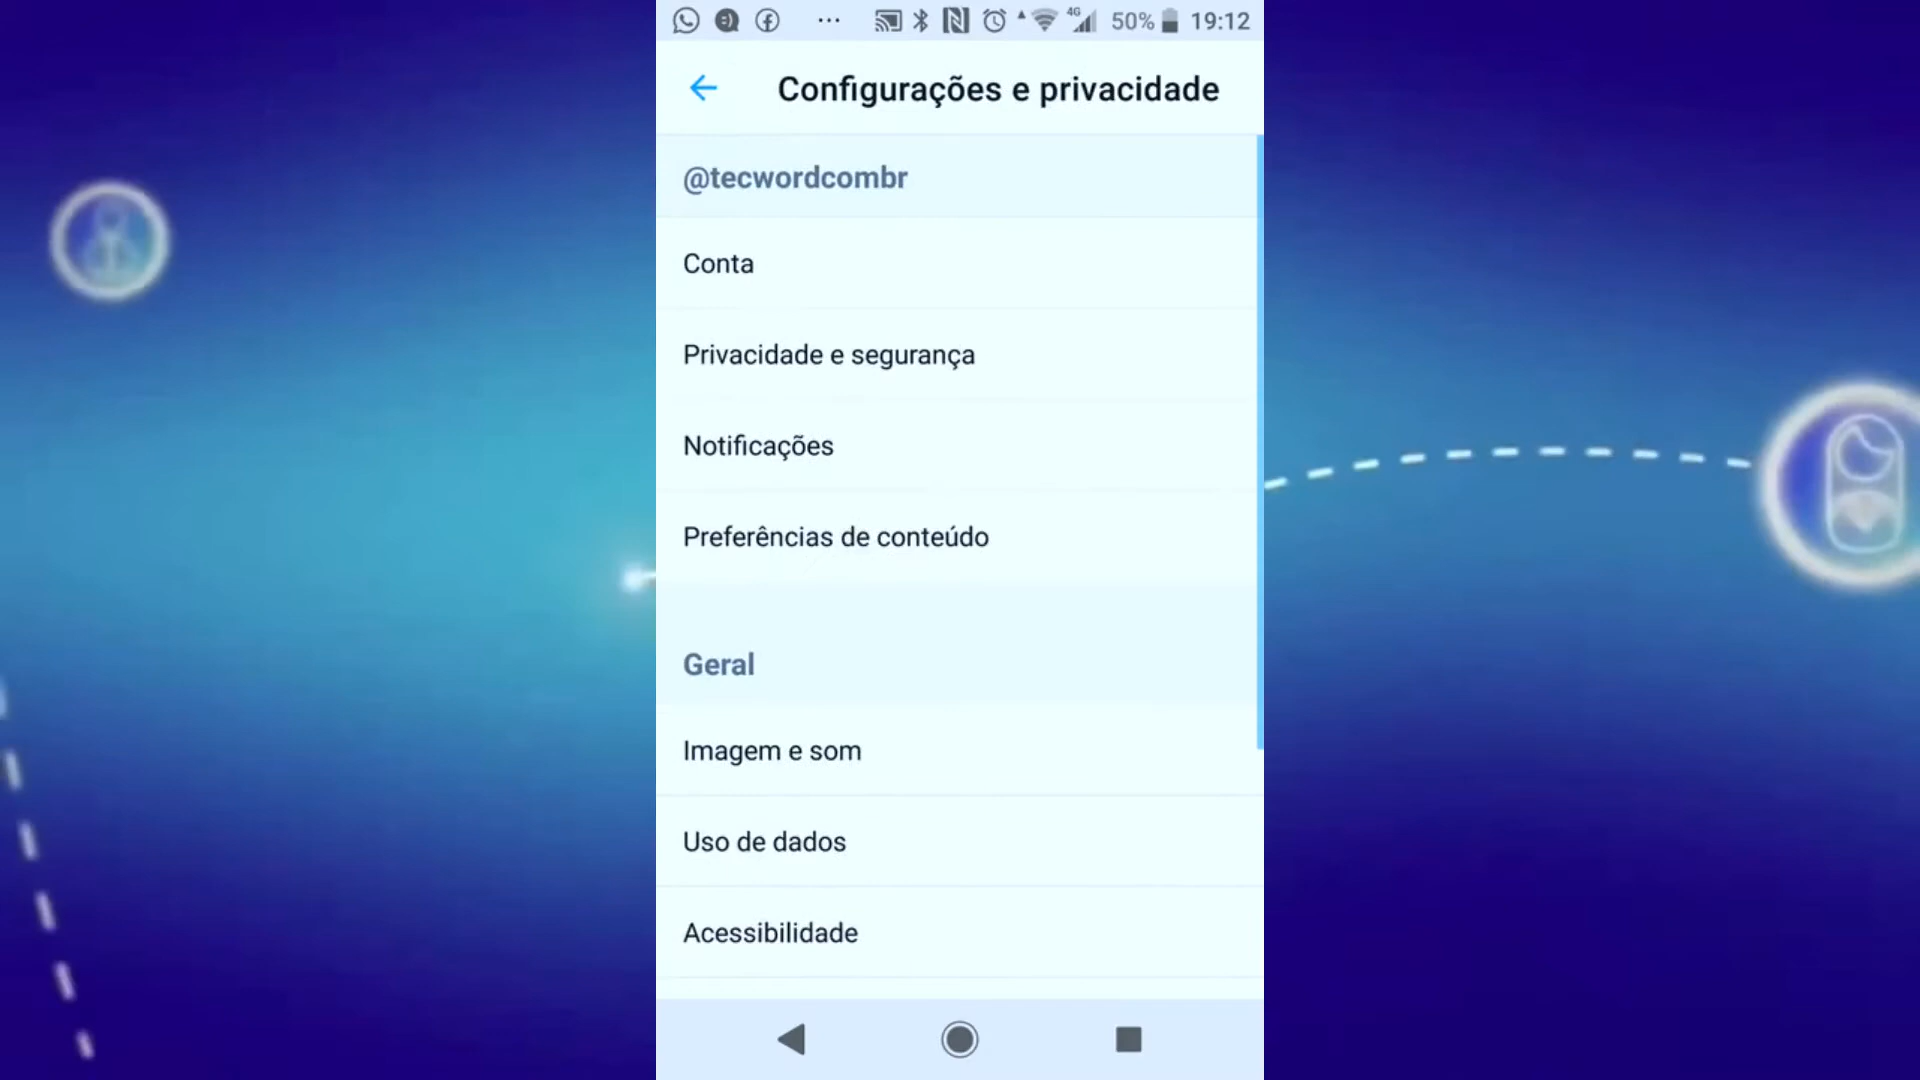 4G 50% 19:12
Configurações e privacidade
@tecwordcombr
Conta
Privacidade e segurança
Notificações
Preferências de conteúdo
Geral
Imagem e som
Uso de dados
Acessibilidade